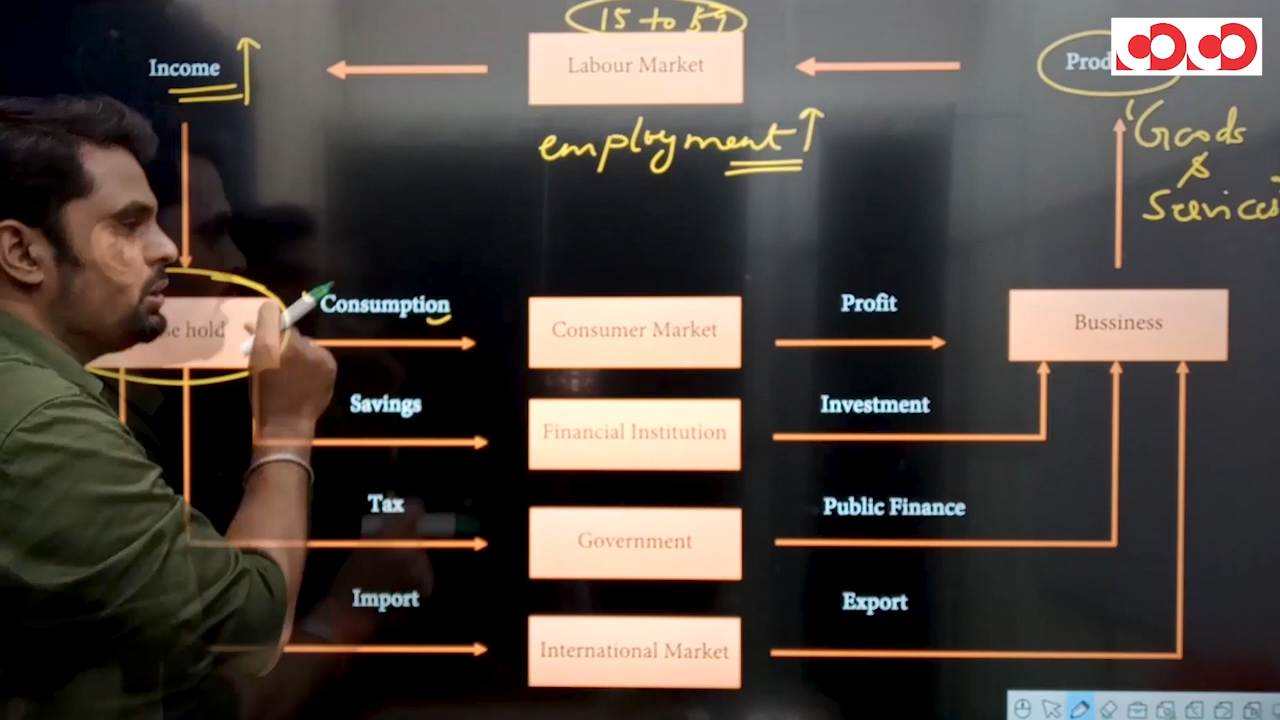 15 to 59
Income
Labour Market
employment
Goods
&
Services
hold
Consumption
Consumer Market
Profit
Bussiness
Savings
Financial Institution
Investment
Tax
Government
Public Finance
Import
International Market
Export